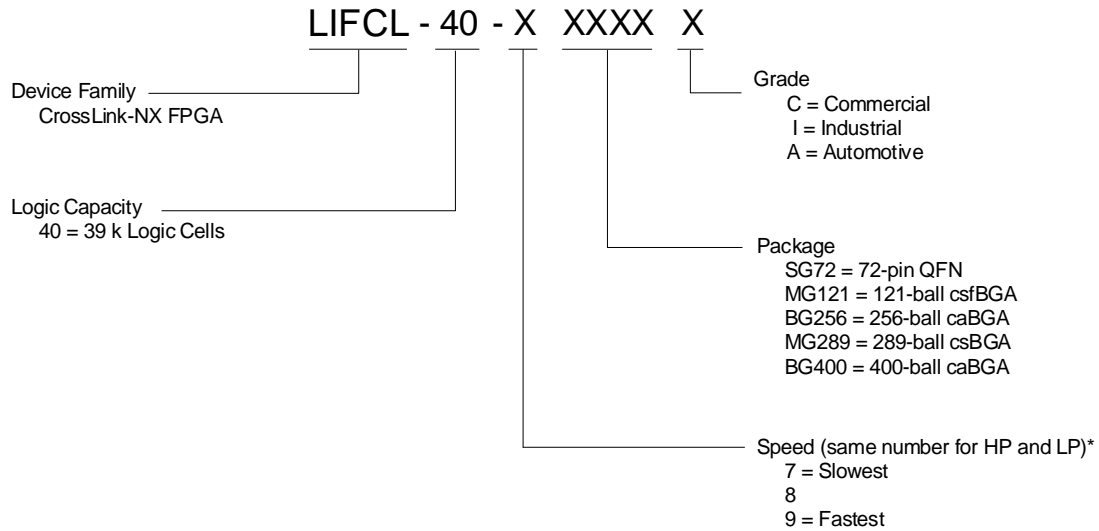 LIFCL - 40 - X XXXX X
Device Family
CrossLink-NX FPGA
Logic Capacity
40 = 39 k Logic Cells
Grade
C = Commercial
I = Industrial
A = Automotive
Package
SG72 = 72-pin QFN
MG121 = 121-ball csfBGA
BG256 = 256-ball caBGA
MG289 = 289-ball csBGA
BG400 = 400-ball caBGA
Speed (same number for HP and LP)*
7 = Slowest
8
9 = Fastest